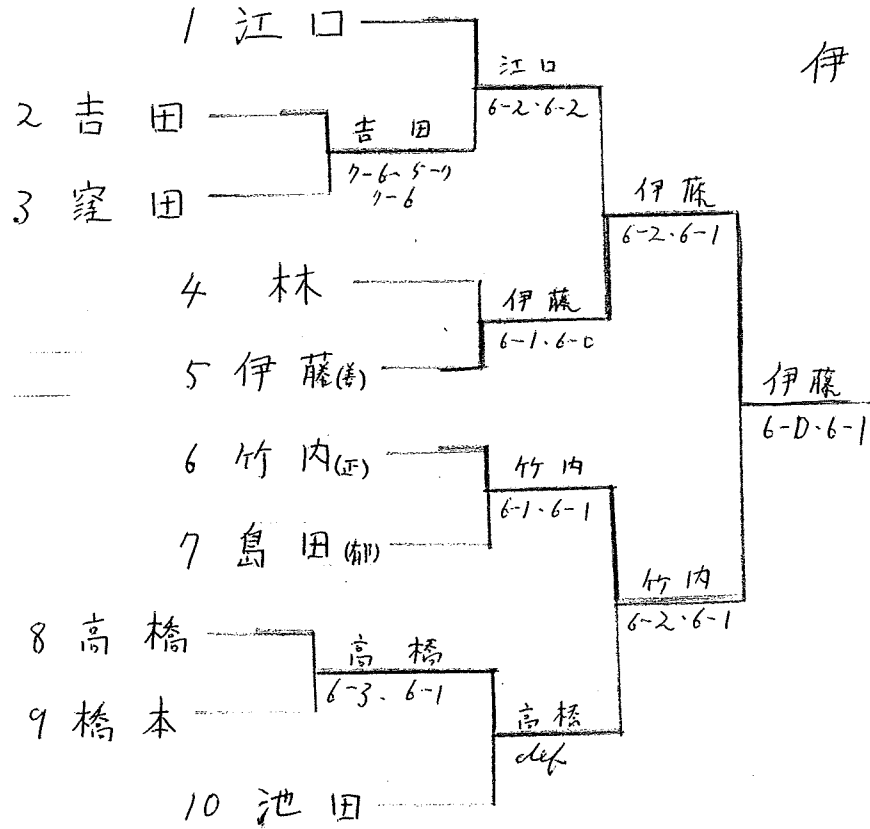 1 江口
江口
6-2・6-2
伊
2 吉田
吉田
7-6、5-7
7-6
3 窪田
伊藤
6-2・6-1
4 林
伊藤
6-1・6-0
5 伊藤(善)
伊藤
6-0・6-1
6 竹内(正)
竹内
6-1・6-1
7 島田(郁)
竹内
6-2・6-1
8 高橋
高橋
6-3、6-1
9 橋本
高橋
def
10 池田